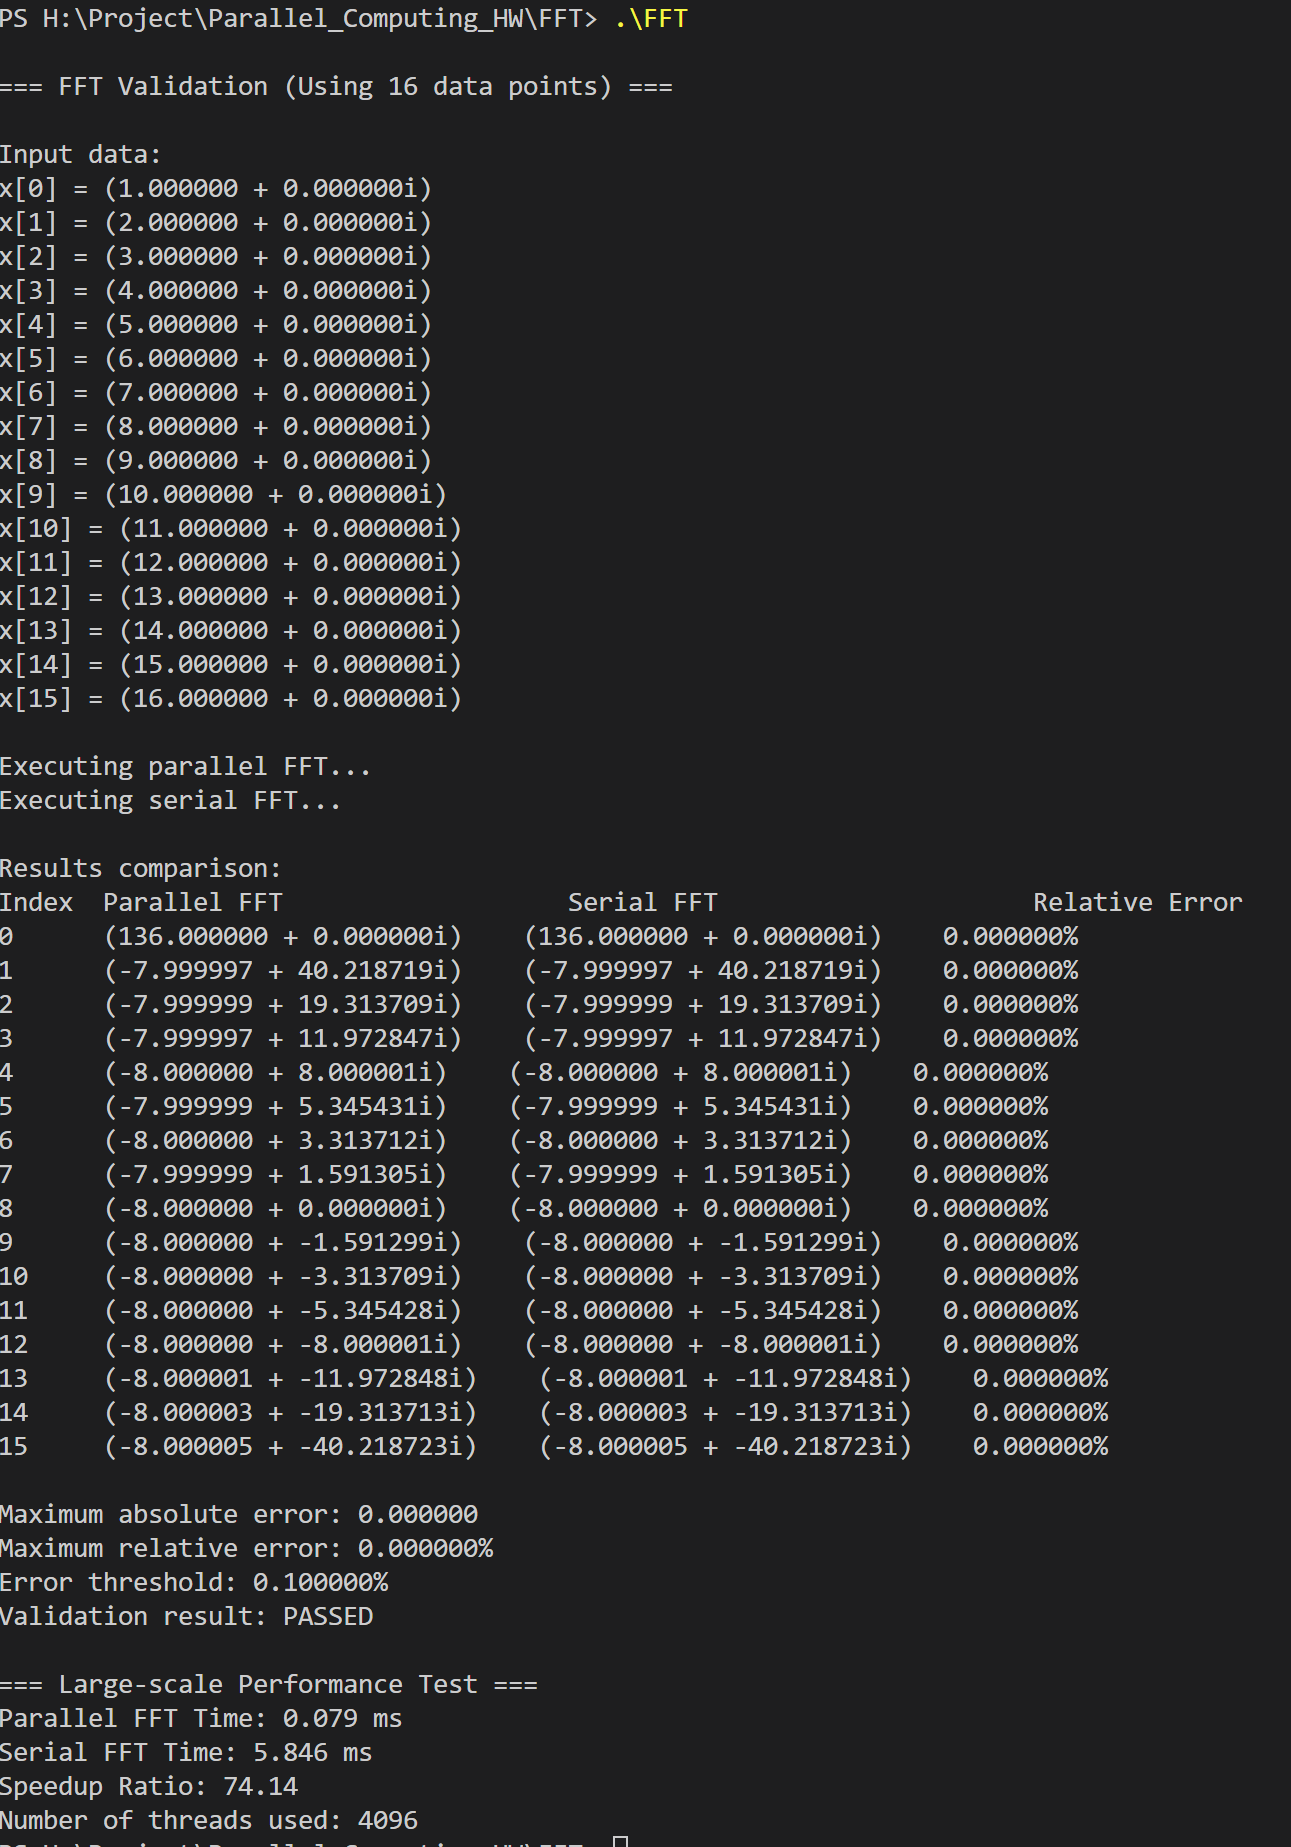 PS H:\Project\Parallel_Computing_HW\FFT> .\FFT
=== FFT Validation (Using 16 data points) ===
Input data:
x[0] = (1.000000 + 0.000000i)
x[1] = (2.000000 + 0.000000i)
x[2] = (3.000000 + 0.000000i)
x[3] = (4.000000 + 0.000000i)
x[4] = (5.000000 + 0.000000i)
x[5] = (6.000000 + 0.000000i)
x[6] = (7.000000 + 0.000000i)
x[7] = (8.000000 + 0.000000i)
x[8] = (9.000000 + 0.000000i)
x[9] = (10.000000 + 0.000000i)
x[10] = (11.000000 + 0.000000i)
x[11] = (12.000000 + 0.000000i)
x[12] = (13.000000 + 0.000000i)
x[13] = (14.000000 + 0.000000i)
x[14] = (15.000000 + 0.000000i)
x[15] = (16.000000 + 0.000000i)
Executing parallel FFT...
Executing serial FFT...
Results comparison:
Index  Parallel FFT                   Serial FFT                     Relative Error
0      (136.000000 + 0.000000i)    (136.000000 + 0.000000i)    0.000000%
1      (-7.999997 + 40.218719i)    (-7.999997 + 40.218719i)    0.000000%
2      (-7.999999 + 19.313709i)    (-7.999999 + 19.313709i)    0.000000%
3      (-7.999997 + 11.972847i)    (-7.999997 + 11.972847i)    0.000000%
4      (-8.000000 + 8.000001i)    (-8.000000 + 8.000001i)    0.000000%
5      (-7.999999 + 5.345431i)    (-7.999999 + 5.345431i)    0.000000%
6      (-8.000000 + 3.313712i)    (-8.000000 + 3.313712i)    0.000000%
7      (-7.999999 + 1.591305i)    (-7.999999 + 1.591305i)    0.000000%
8      (-8.000000 + 0.000000i)    (-8.000000 + 0.000000i)    0.000000%
9      (-8.000000 + -1.591299i)    (-8.000000 + -1.591299i)    0.000000%
10     (-8.000000 + -3.313709i)    (-8.000000 + -3.313709i)    0.000000%
11     (-8.000000 + -5.345428i)    (-8.000000 + -5.345428i)    0.000000%
12     (-8.000000 + -8.000001i)    (-8.000000 + -8.000001i)    0.000000%
13     (-8.000001 + -11.972848i)    (-8.000001 + -11.972848i)    0.000000%
14     (-8.000003 + -19.313713i)    (-8.000003 + -19.313713i)    0.000000%
15     (-8.000005 + -40.218723i)    (-8.000005 + -40.218723i)    0.000000%
Maximum absolute error: 0.000000
Maximum relative error: 0.000000%
Error threshold: 0.100000%
Validation result: PASSED
=== Large-scale Performance Test ===
Parallel FFT Time: 0.079 ms
Serial FFT Time: 5.846 ms
Speedup Ratio: 74.14
Number of threads used: 4096